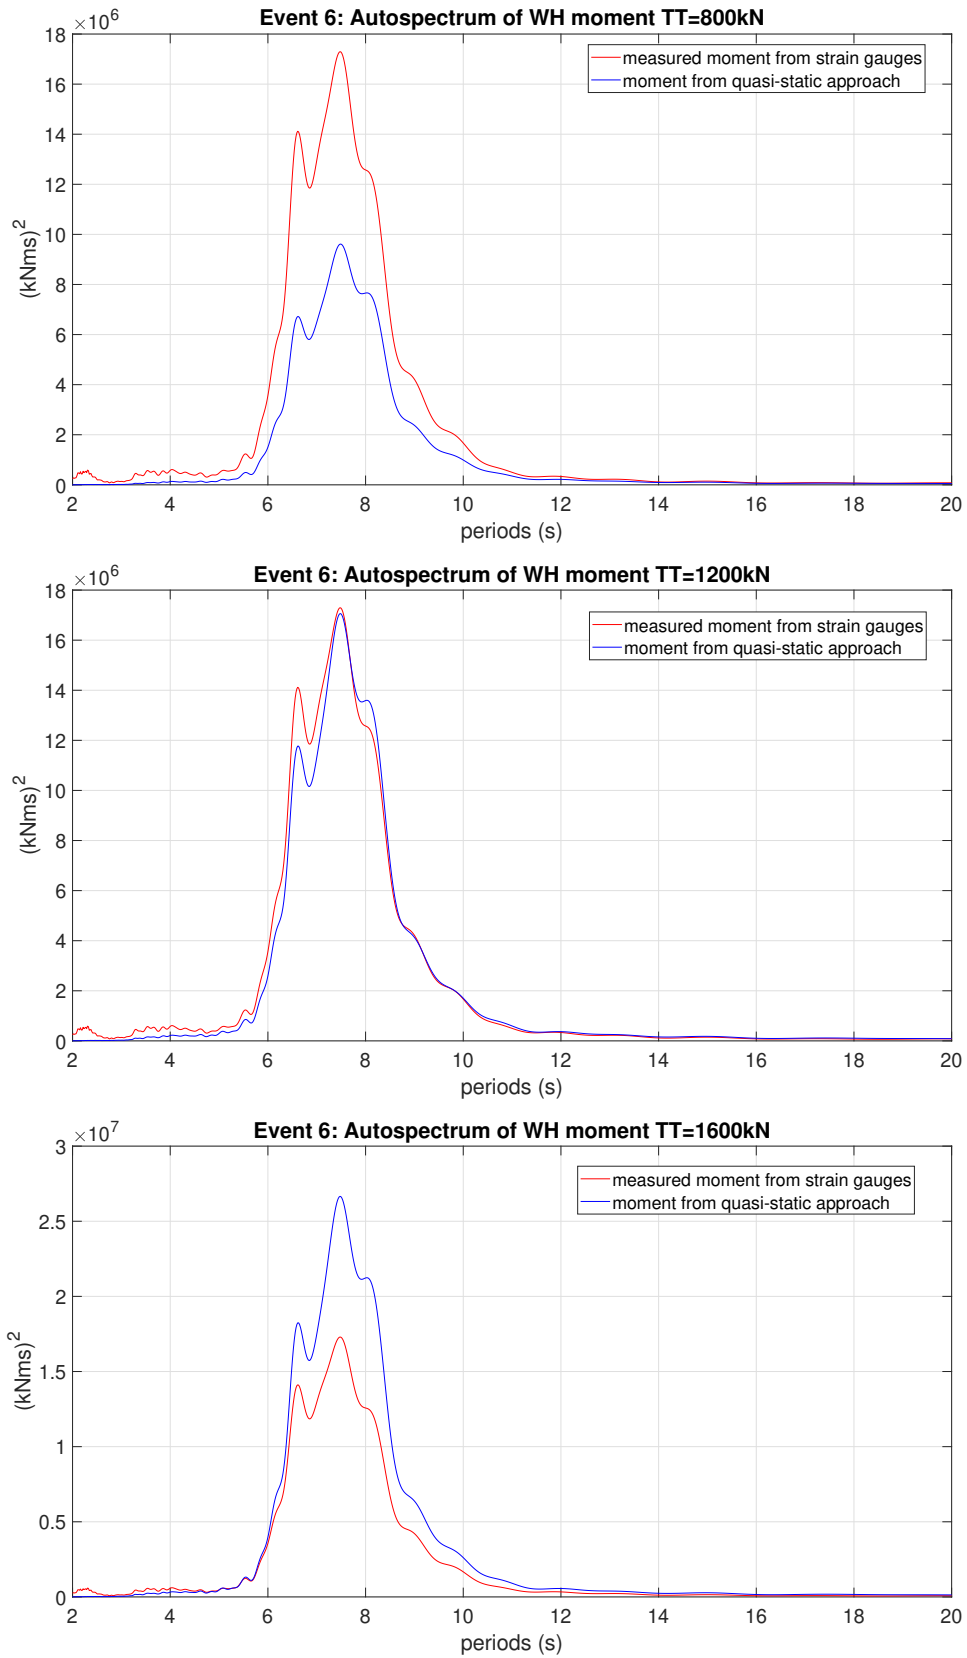 Event 6: Autospectrum of WH moment TT=800kN
×10^6
18
16
14
12
10
8
6
4
2
0
(kNms)^2
measured moment from strain gauges
moment from quasi-static approach
2 4 6 8 10 12 14 16 18 20
periods (s)
Event 6: Autospectrum of WH moment TT=1200kN
×10^6
18
16
14
12
10
8
6
4
2
0
(kNms)^2
measured moment from strain gauges
moment from quasi-static approach
2 4 6 8 10 12 14 16 18 20
periods (s)
Event 6: Autospectrum of WH moment TT=1600kN
×10^7
3
2.5
2
1.5
1
0.5
0
(kNms)^2
measured moment from strain gauges
moment from quasi-static approach
2 4 6 8 10 12 14 16 18 20
periods (s)